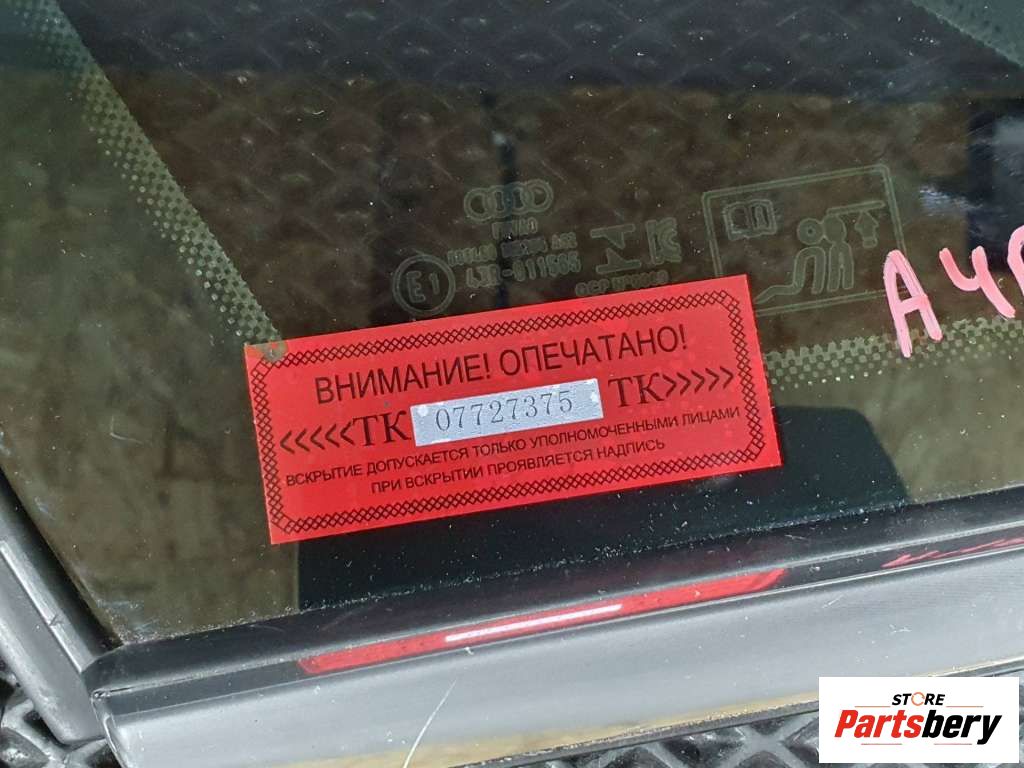 E1
ВНИМАНИЕ! ОПЕЧАТАНО!
<<<<<ТК 07727375 ТК>>>>>
ВСКРЫТИЕ ДОПУСКАЕТСЯ ТОЛЬКО УПОЛНОМОЧЕННЫМИ ЛИЦАМИ
ПРИ ВСКРЫТИИ ПРОЯВЛЯЕТСЯ НАДПИСЬ
STORE
Partsbery